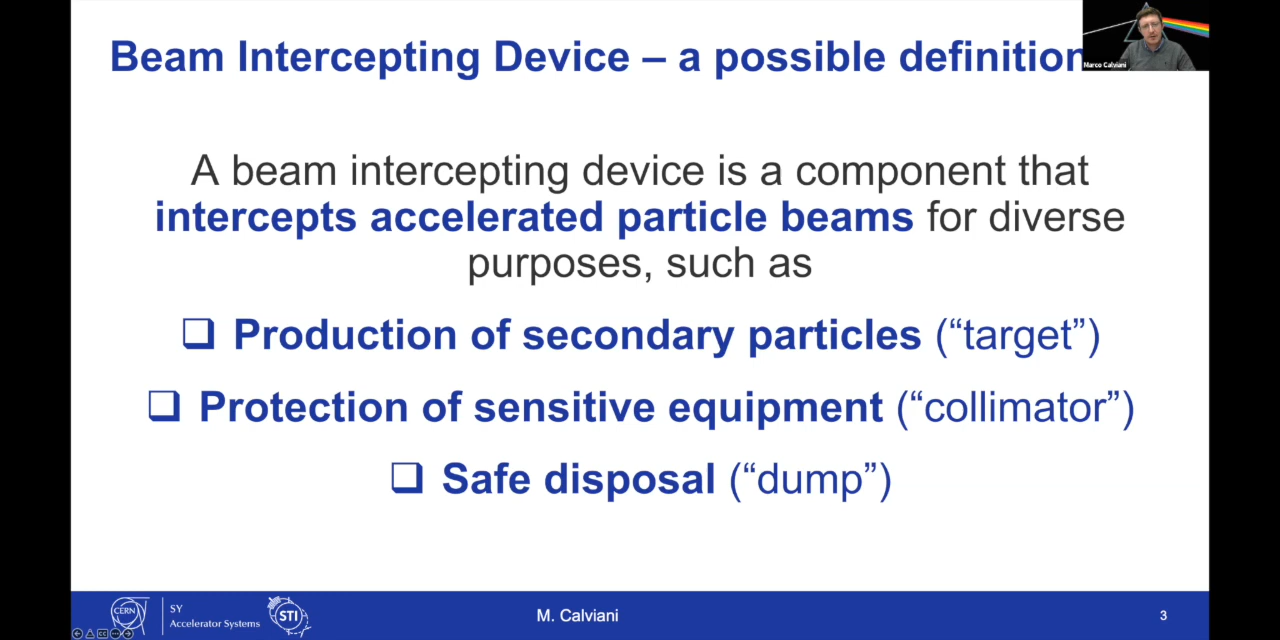 Beam Intercepting Device – a possible definition
Marco Calviani
A beam intercepting device is a component that
intercepts accelerated particle beams for diverse
purposes, such as
Production of secondary particles (“target”)
Protection of sensitive equipment (“collimator”)
Safe disposal (“dump”)
CERN
SY
Accelerator Systems
STI
M. Calviani
3